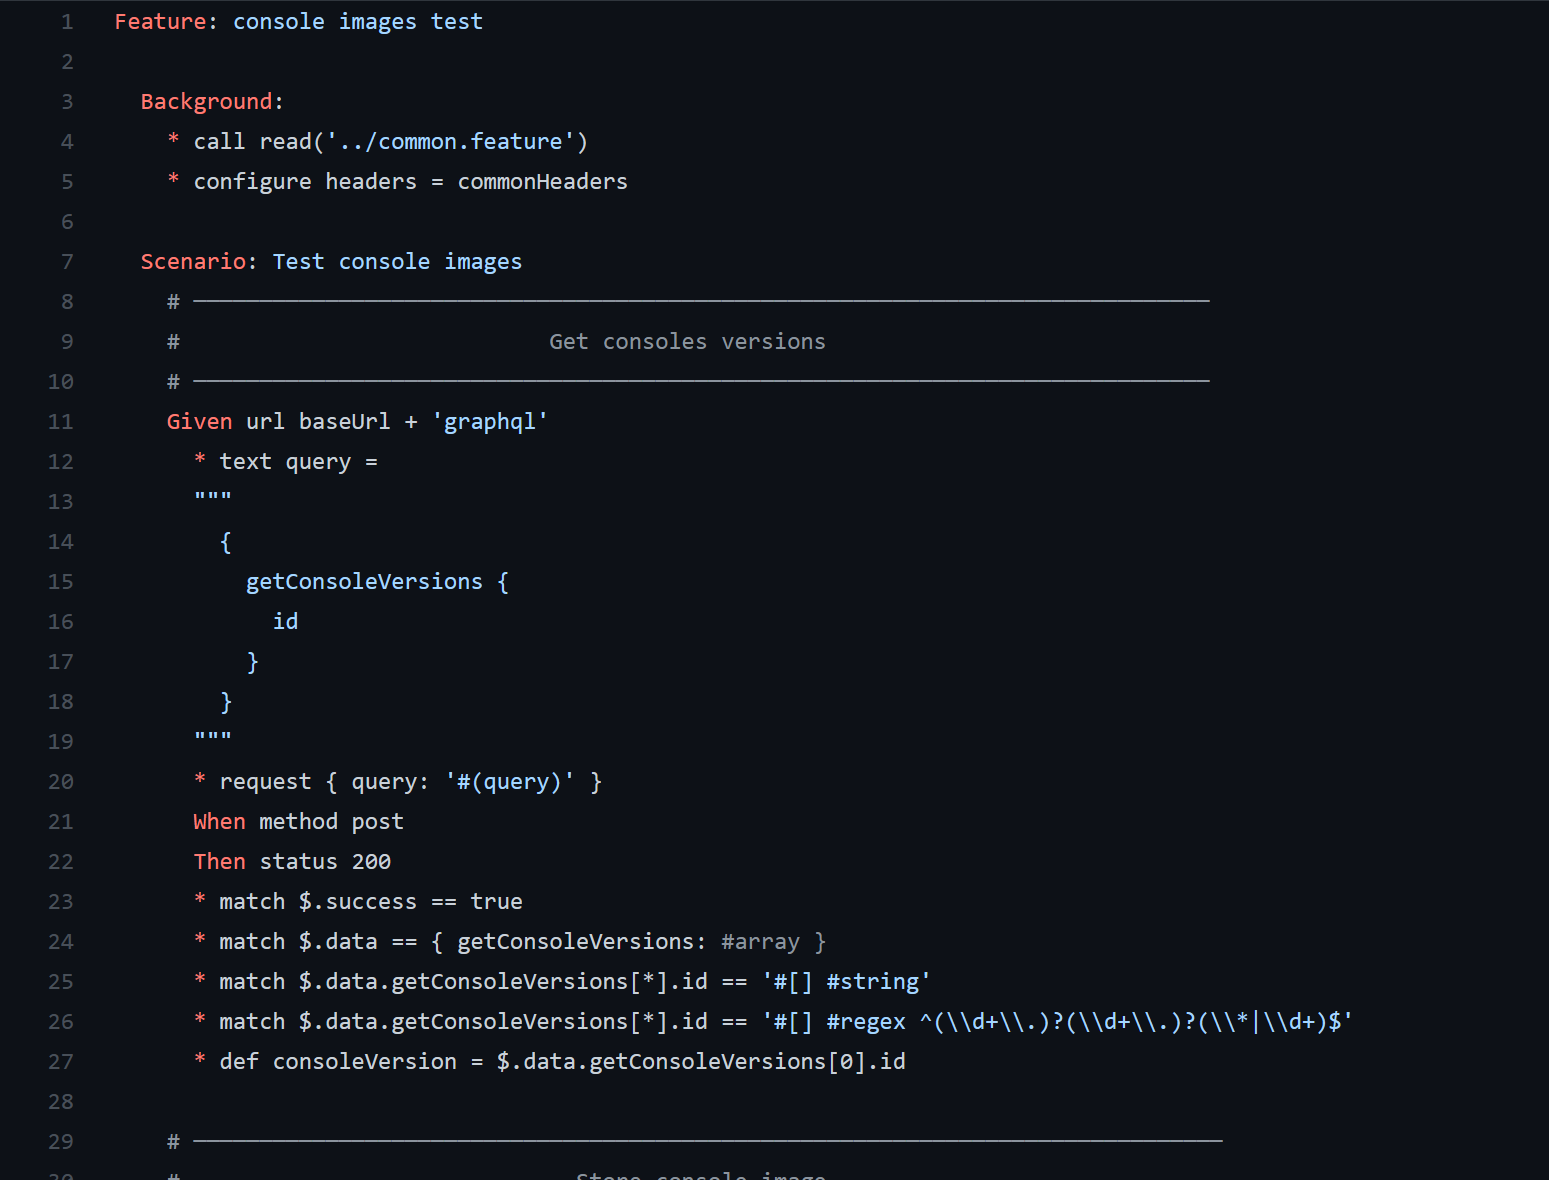 1 Feature: console images test
2
3 Background:
4 * call read('../common.feature')
5 * configure headers = commonHeaders
6
7 Scenario: Test console images
8 # ─────────────────────────────────────────────────────────────────────────────
9 # Get consoles versions
10 # ─────────────────────────────────────────────────────────────────────────────
11 Given url baseUrl + 'graphql'
12 * text query =
13 """
14 {
15 getConsoleVersions {
16 id
17 }
18 }
19 """
20 * request { query: '#(query)' }
21 When method post
22 Then status 200
23 * match $.success == true
24 * match $.data == { getConsoleVersions: #array }
25 * match $.data.getConsoleVersions[*].id == '#[] #string'
26 * match $.data.getConsoleVersions[*].id == '#[] #regex ^(\\d+\\.)?(\\d+\\.)?(\\*|\\d+)$'
27 * def consoleVersion = $.data.getConsoleVersions[0].id
28
29 # ──────────────────────────────────────────────────────────────────────────────
30 # Store console image